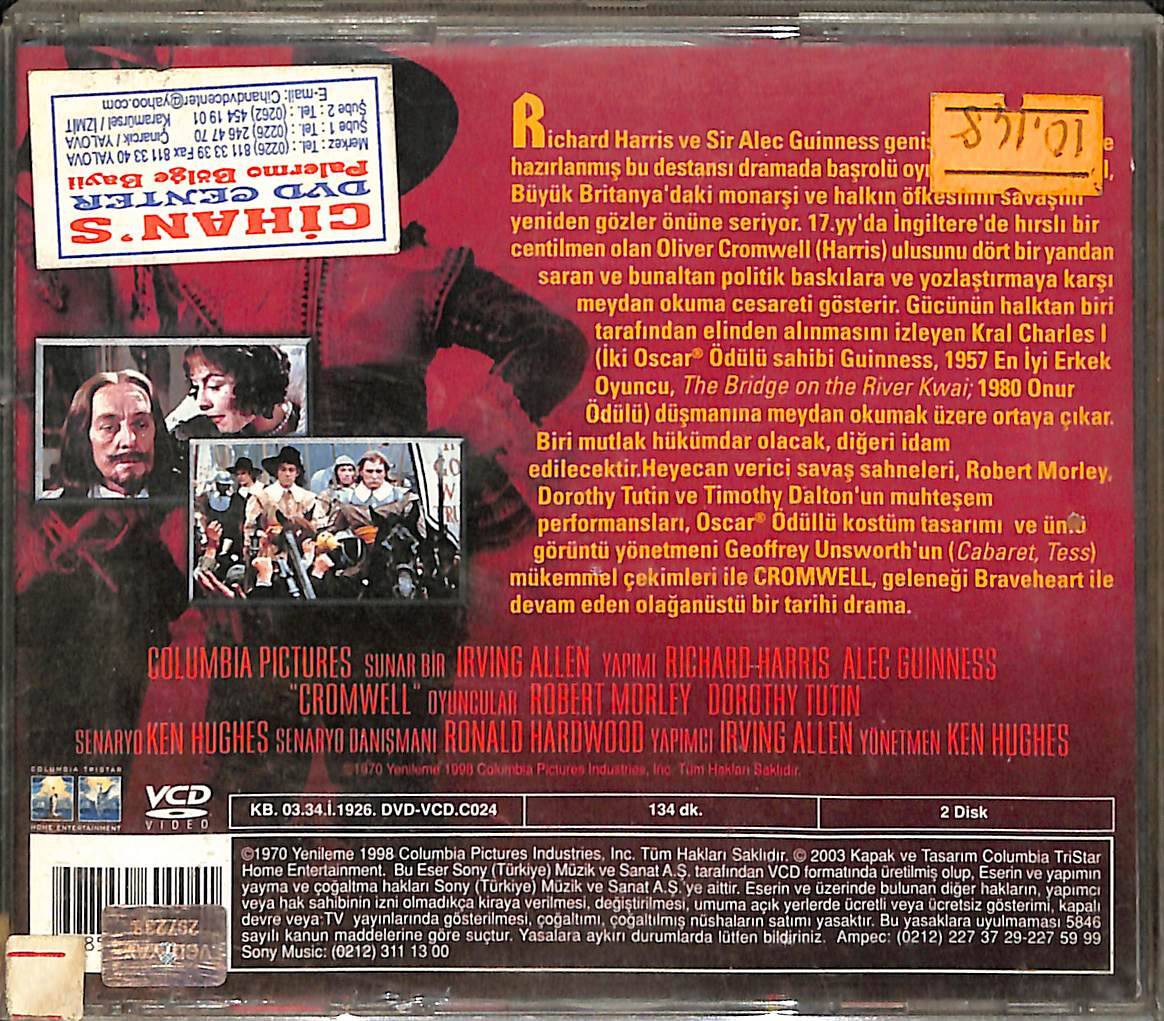 CİHAN'S
DVD CENTER
Palermo Bölge Bayii
Merkez : Tel. : (0226) 811 33 39 Fax 811 33 40 YALOVA
Şube 1 : Tel. : (0226) 246 47 70 Çınarcık / YALOVA
Şube 2 : Tel. : (0262) 454 19 01 Karamürsel / İZMİT
E-mail: Cihandvdcenter@yahoo.com
10.148
Richard Harris ve Sir Alec Guinness
hazırlanmış bu destansı dramada başrolü
Büyük Britanya'daki monarşi ve halkın öfkesinin savaşını
yeniden gözler önüne seriyor. 17.yy'da İngiltere'de hırslı bir
centilmen olan Oliver Cromwell (Harris) ulusunu dört bir yandan
saran ve bunaltan politik baskılara ve yozlaştırmaya karşı
meydan okuma cesareti gösterir. Gücünün halktan biri
tarafından elinden alınmasını izleyen Kral Charles I
(İki Oscar® Ödülü sahibi Guinness, 1957 En İyi Erkek
Oyuncu, The Bridge on the River Kwai; 1980 Onur
Ödülü) düşmanına meydan okumak üzere ortaya çıkar.
Biri mutlak hükümdar olacak, diğeri idam
edilecektir.Heyecan verici savaş sahneleri, Robert Morley,
Dorothy Tutin ve Timothy Dalton'un muhteşem
performansları, Oscar® Ödüllü kostüm tasarımı ve ünlü
görüntü yönetmeni Geoffrey Unsworth'un (Cabaret, Tess)
mükemmel çekimleri ile CROMWELL, geleneği Braveheart ile
devam eden olağanüstü bir tarihi drama.
COLUMBIA PICTURES SUNAR BİR IRVING ALLEN YAPIMI RICHARD HARRIS ALEC GUINNESS
"CROMWELL" OYUNCULAR ROBERT MORLEY DOROTHY TUTIN
SENARYO KEN HUGHES SENARYO DANIŞMANI RONALD HARDWOOD YAPIMCI IRVING ALLEN YÖNETMEN KEN HUGHES
©1970 Yenileme 1998 Columbia Pictures Industries, Inc. Tüm Hakları Saklıdır.
COLUMBIA TRISTAR
HOME ENTERTAINMENT
VCD
VIDEO
KB. 03.34.İ.1926. DVD-VCD.C024 134 dk. 2 Disk
©1970 Yenileme 1998 Columbia Pictures Industries, Inc. Tüm Hakları Saklıdır. © 2003 Kapak ve Tasarım Columbia TriStar
Home Entertainment. Bu Eser Sony (Türkiye) Müzik ve Sanat A.Ş. tarafından VCD formatında üretilmiş olup, Eserin ve yapımın
yayma ve çoğaltma hakları Sony (Türkiye) Müzik ve Sanat A.Ş.'ye aittir. Eserin ve üzerinde bulunan diğer hakların, yapımcı
veya hak sahibinin izni olmadıkça kiraya verilmesi, değiştirilmesi, umuma açık yerlerde ücretli veya ücretsiz gösterimi, kapalı
devre veya TV yayınlarında gösterilmesi, çoğaltımı, çoğaltılmış nüshaların satımı yasaktır. Bu yasaklara uyulmaması 5846
sayılı kanun maddelerine göre suçtur. Yasalara aykırı durumlarda lütfen bildiriniz. Ampec: (0212) 227 37 29-227 59 99
Sony Music: (0212) 311 13 00